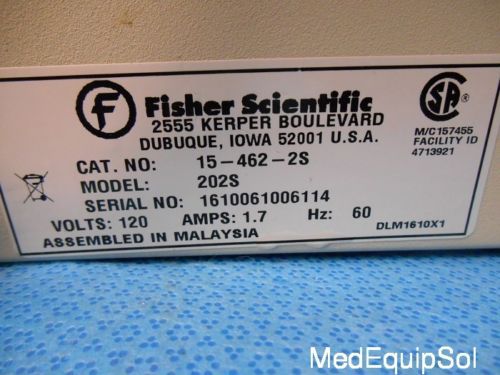 F Fisher Scientific
2555 KERPER BOULEVARD
DUBUQUE, IOWA 52001 U.S.A.
CAT. NO: 15-462-2S
MODEL: 202S
SERIAL NO: 1610061006114
VOLTS: 120 AMPS: 1.7 Hz: 60
ASSEMBLED IN MALAYSIA
SA ®
M/C157455
FACILITY ID
4713921
DLM1610X1
MedEquipSol